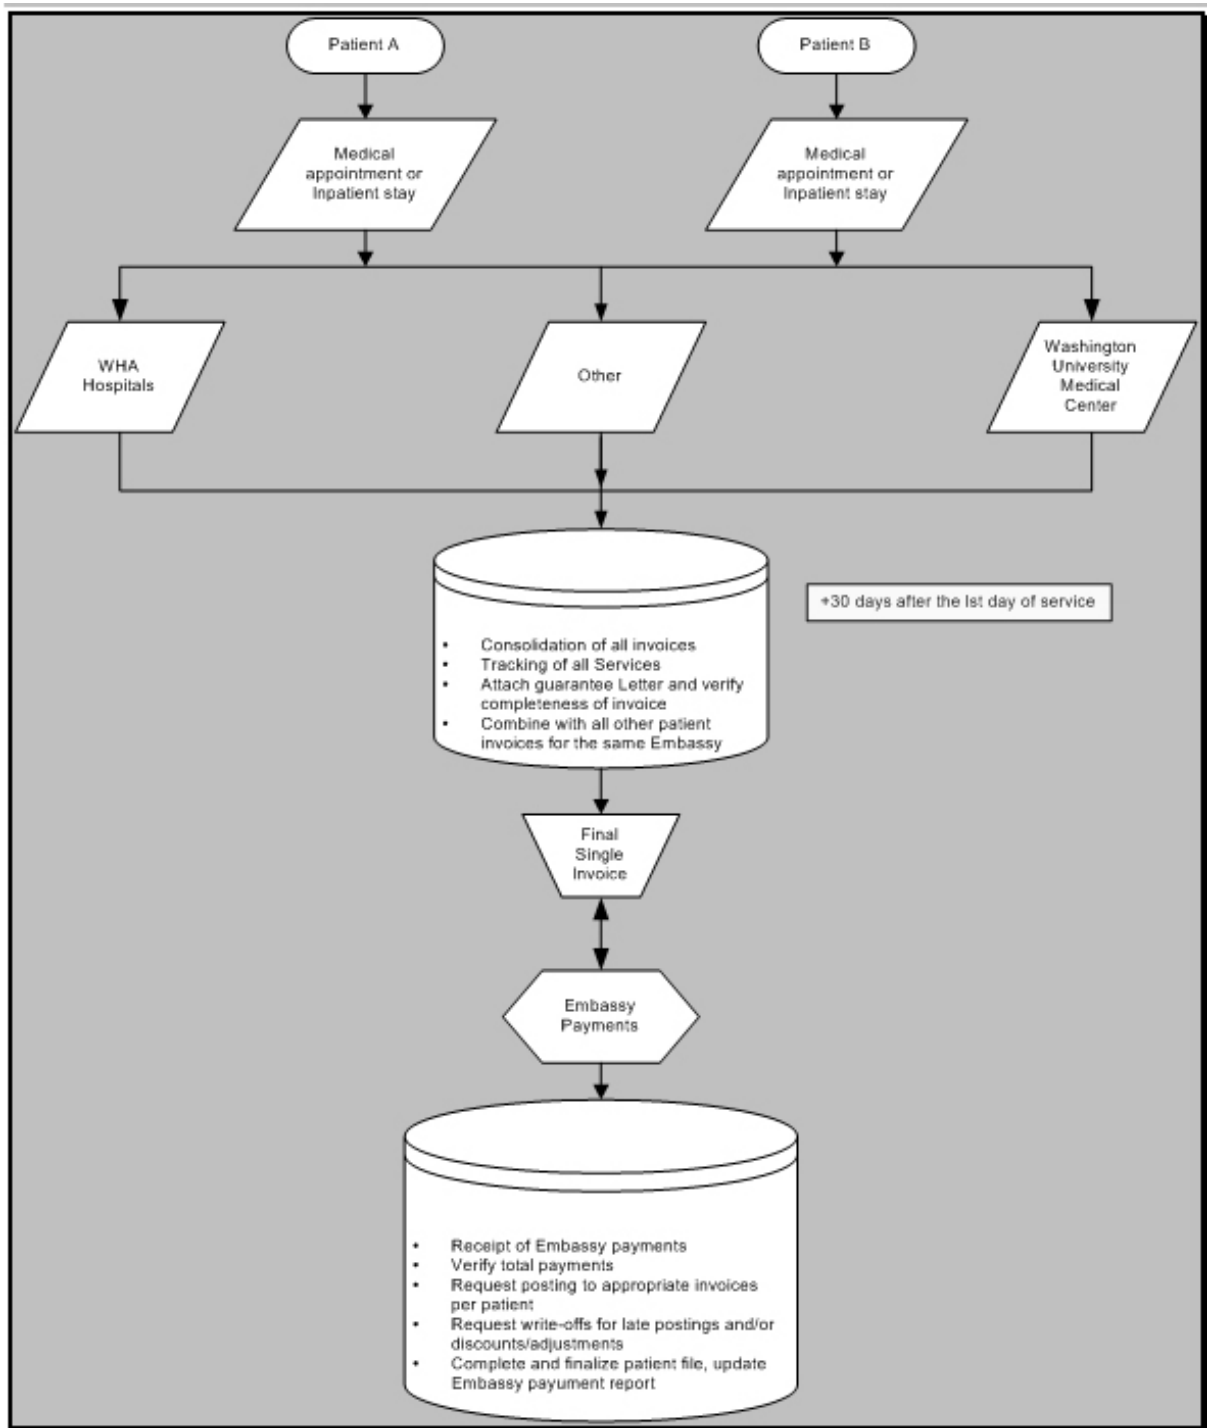 Patient A
Patient B
Medical
appointment or
Inpatient stay
Medical
appointment or
Inpatient stay
WHA
Hospitals
Other
Washington
University
Medical
Center
+30 days after the lst day of service
• Consolidation of all invoices
• Tracking of all Services
• Attach guarantee Letter and verify
completeness of invoice
• Combine with all other patient
invoices for the same Embassy
Final
Single
Invoice
Embassy
Payments
• Receipt of Embassy payments
• Verify total payments
• Request posting to appropriate invoices
per patient
• Request write-offs for late postings and/or
discounts/adjustments
• Complete and finalize patient file, update
Embassy payument report